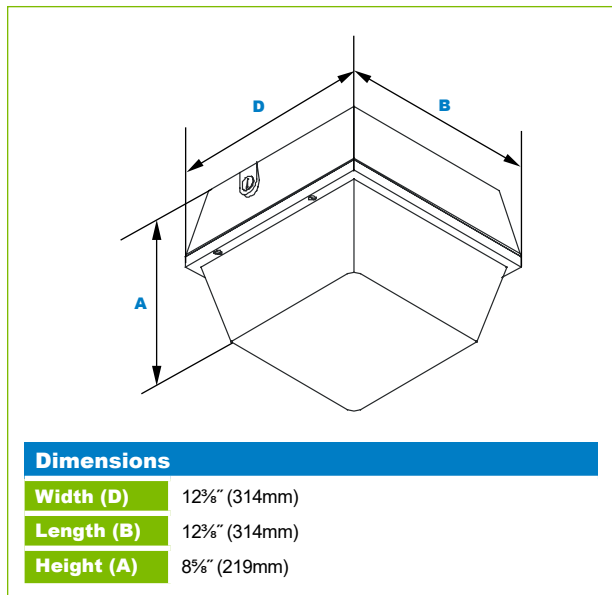 D
B
A
Dimensions
Width (D) 12⅜˝ (314mm)
Length (B) 12⅜˝ (314mm)
Height (A) 8⅝˝ (219mm)